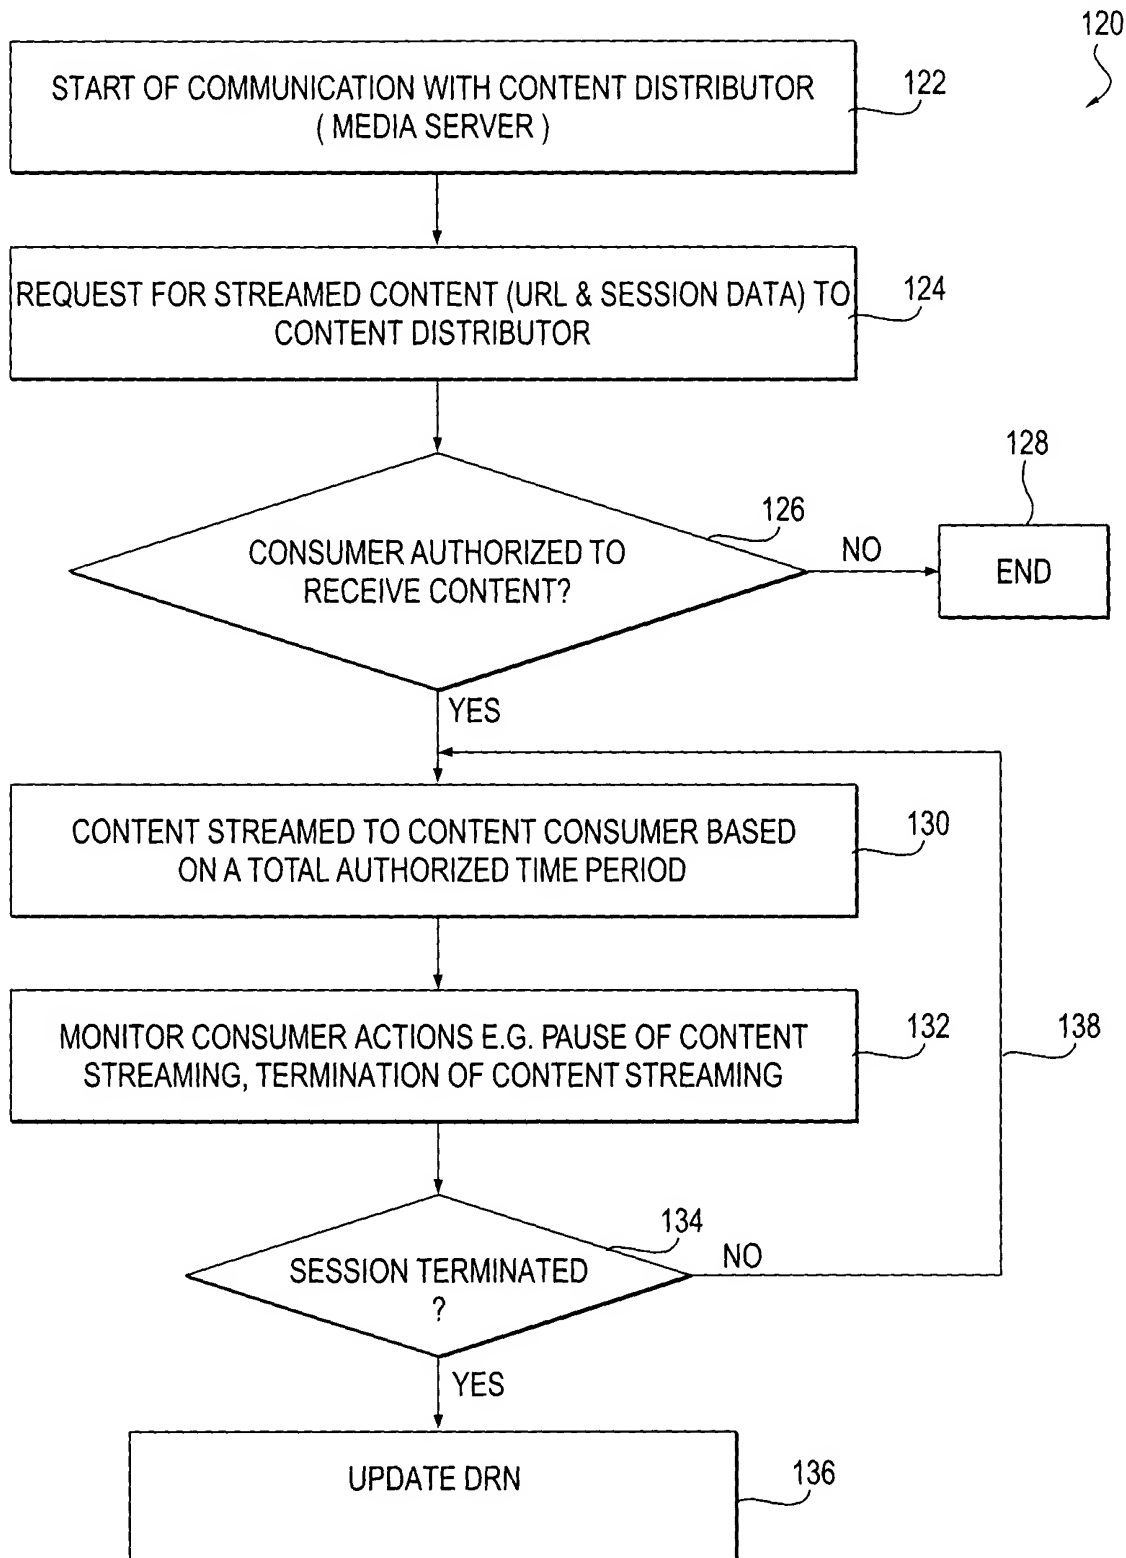 120
START OF COMMUNICATION WITH CONTENT DISTRIBUTOR
( MEDIA SERVER )
122
REQUEST FOR STREAMED CONTENT (URL & SESSION DATA) TO
CONTENT DISTRIBUTOR
124
CONSUMER AUTHORIZED TO
RECEIVE CONTENT?
126
NO
128
END
YES
CONTENT STREAMED TO CONTENT CONSUMER BASED
ON A TOTAL AUTHORIZED TIME PERIOD
130
MONITOR CONSUMER ACTIONS E.G. PAUSE OF CONTENT
STREAMING, TERMINATION OF CONTENT STREAMING
132
138
SESSION TERMINATED
?
134
NO
YES
UPDATE DRN
136